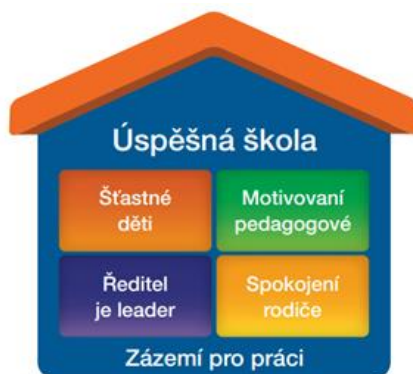 Úspěšná škola
Šťastné
děti
Motivovaní
pedagogové
Ředitel
je leader
Spokojení
rodiče
Zázemí pro práci